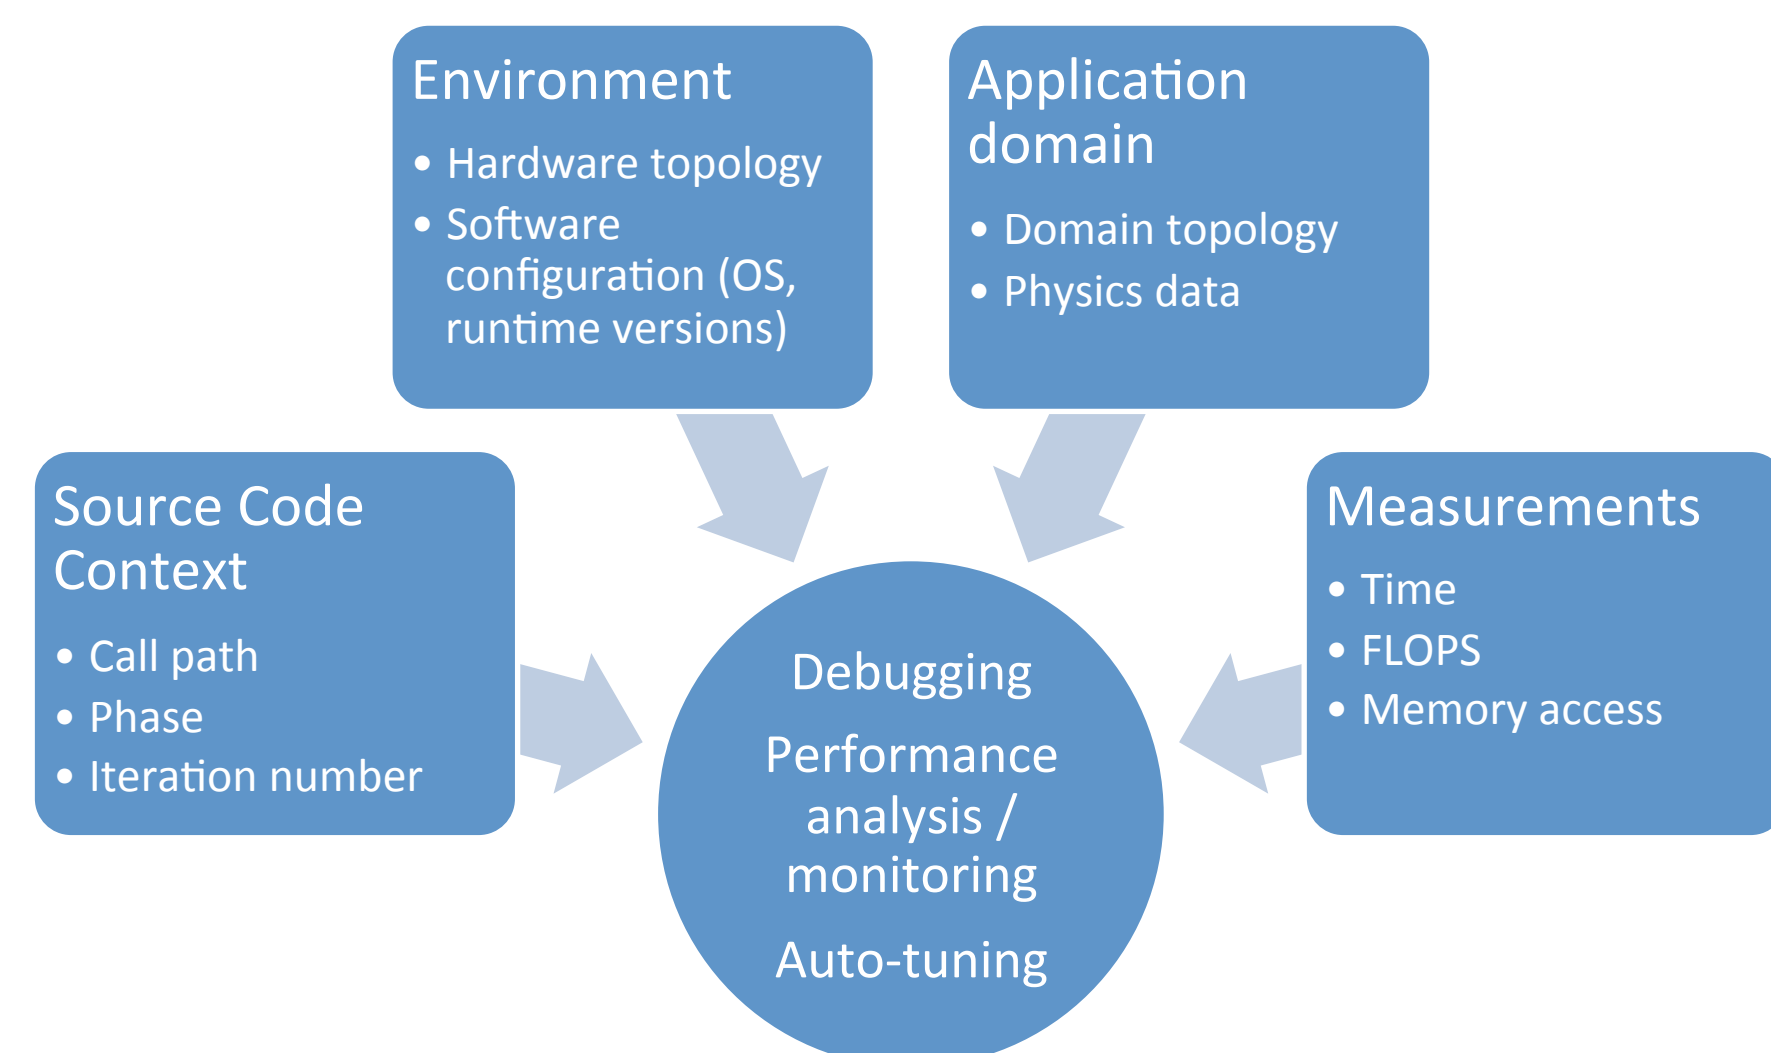 Environment
• Hardware topology
• Software
configuration (OS,
runtime versions)
Application
domain
• Domain topology
• Physics data
Source Code
Context
• Call path
• Phase
• Iteration number
Measurements
• Time
• FLOPS
• Memory access
Debugging
Performance
analysis /
monitoring
Auto-tuning